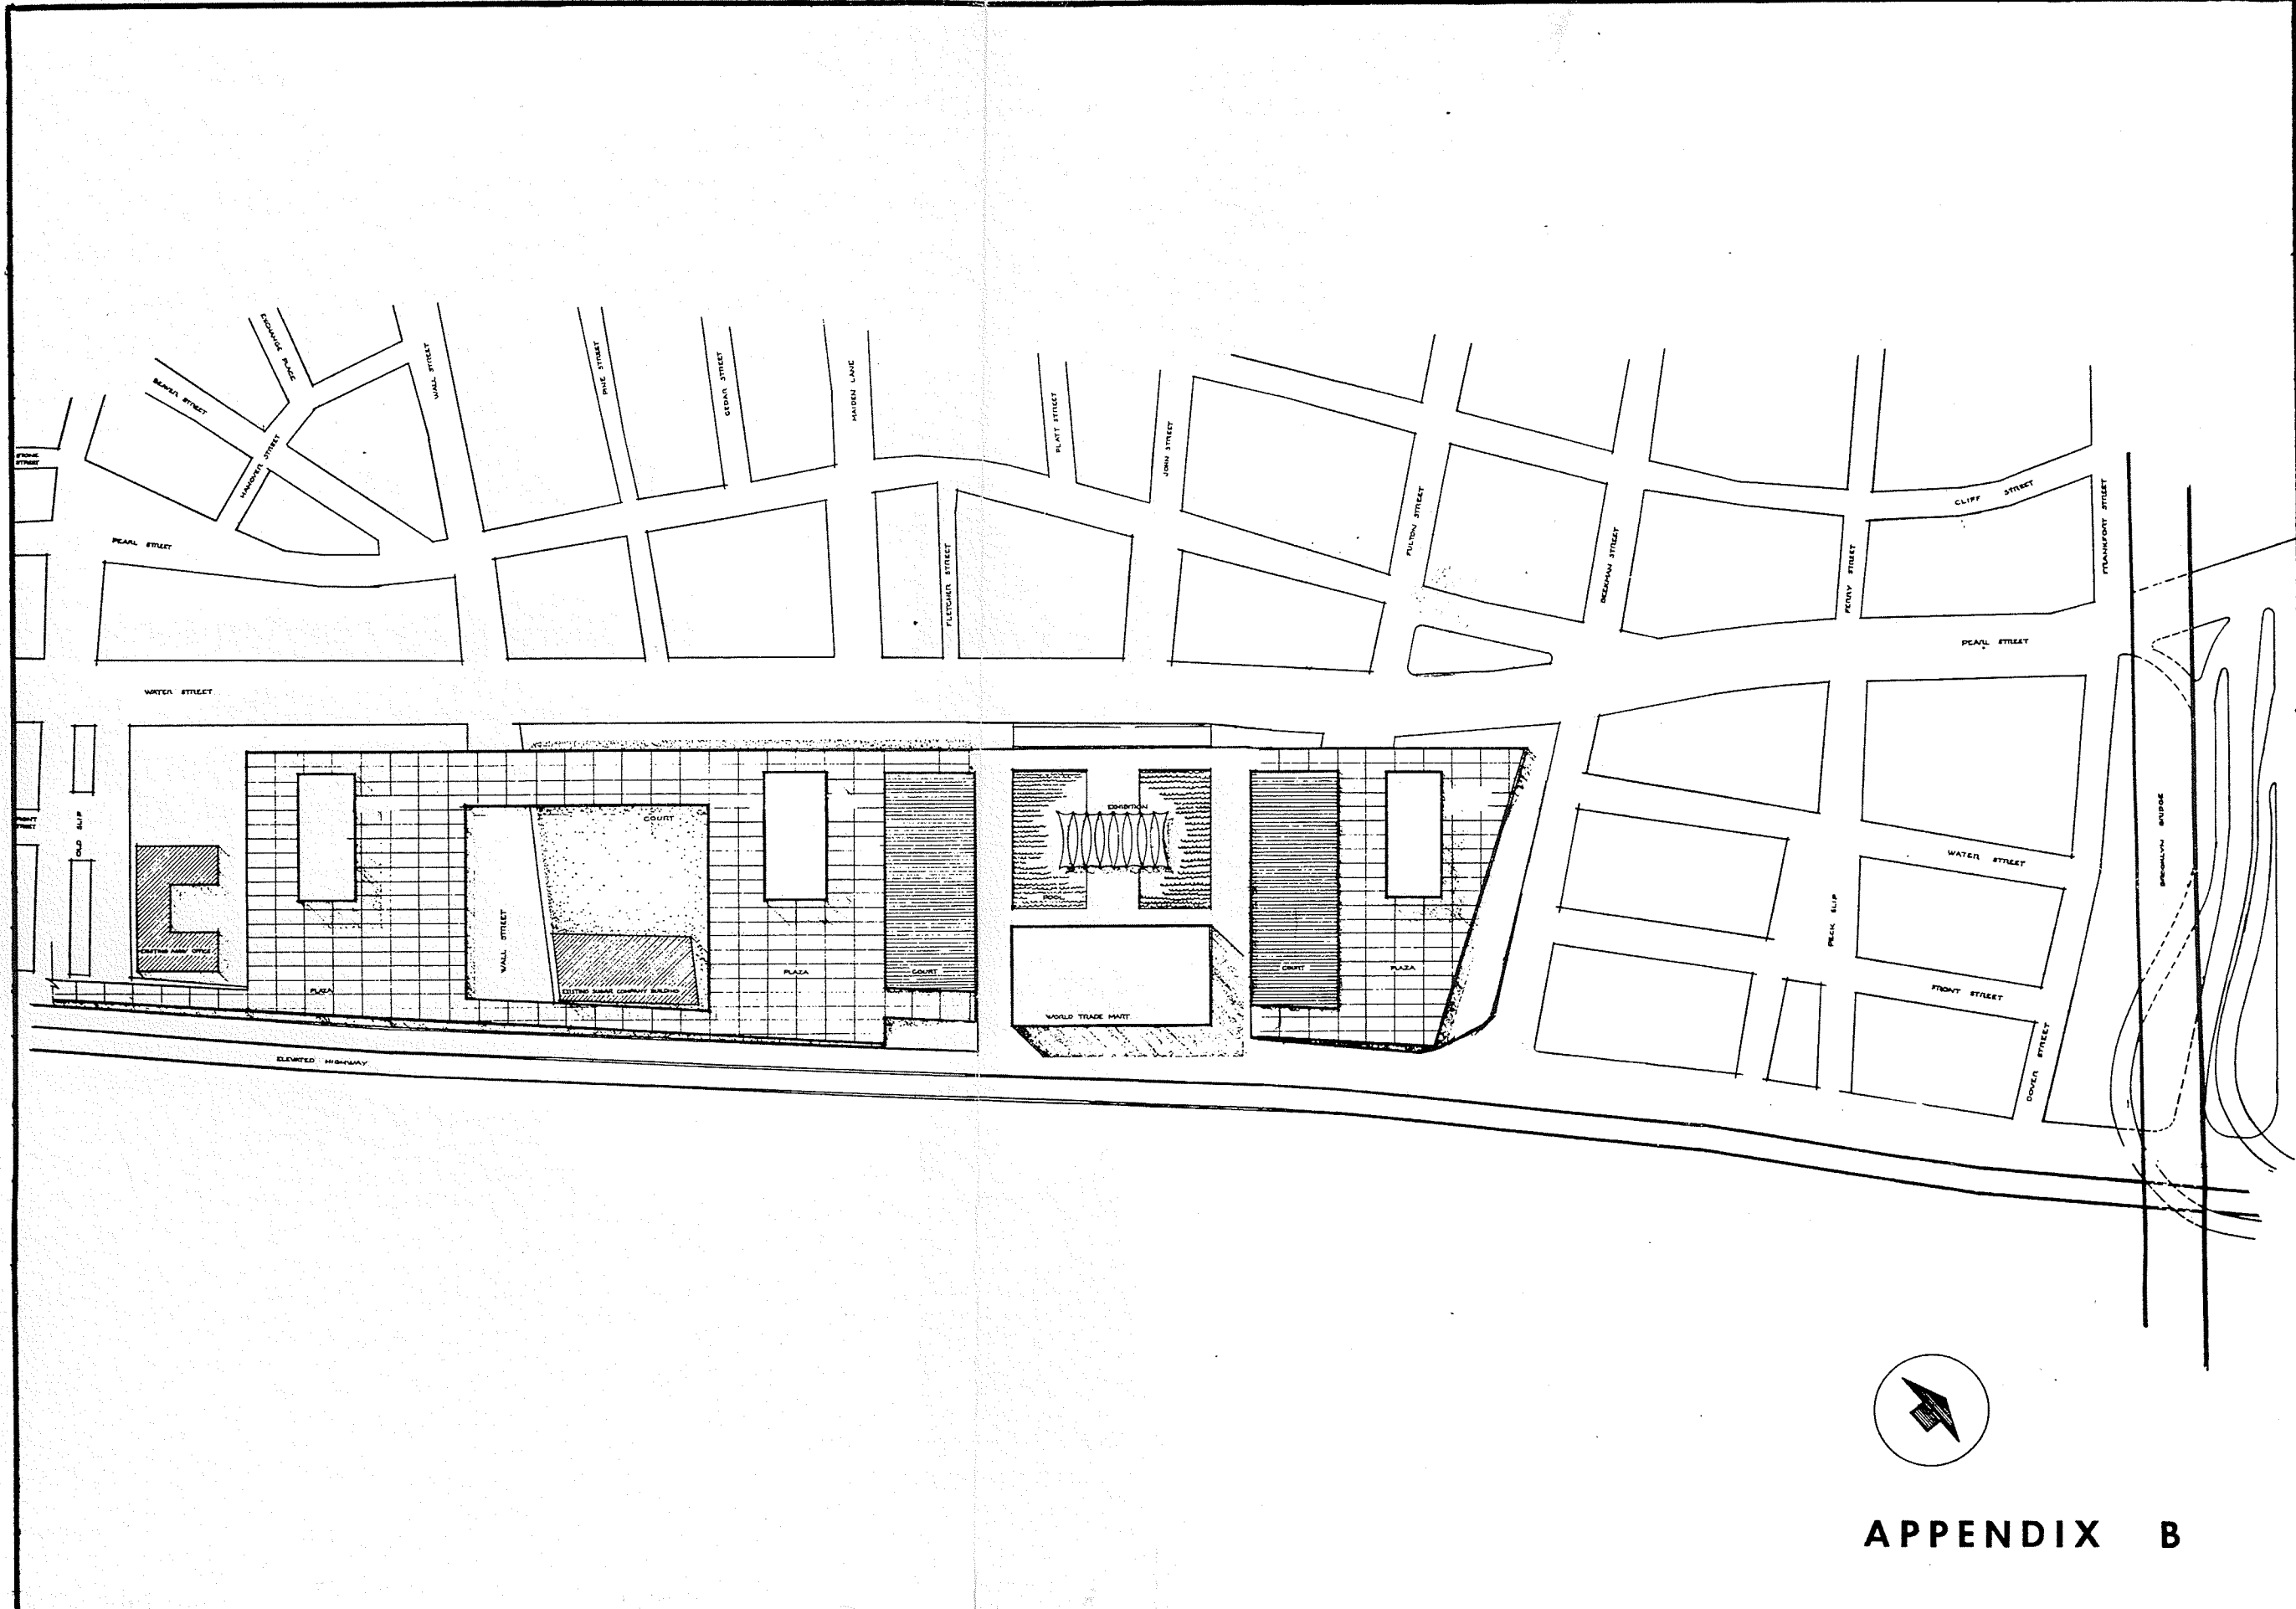 EXCHANGE PLACE
BEAVER STREET
WALL STREET
PINE STREET
CEDAR STREET
MAIDEN LANE
PLATT STREET
JOHN STREET
STONE
STREET
HANOVER STREET
FULTON STREET
BEEKMAN STREET
CLIFF STREET
FRANKFORT STREET
PEARL STREET
FLETCHER STREET
FERRY STREET
PEARL STREET
WATER STREET
FRONT
STREET
OLD SLIP
COURT
EXHIBITION
POOL
BROOKLYN BRIDGE
WATER STREET
WALL STREET
PECK SLIP
PLAZA
COURT
COURT
PLAZA
PLAZA
EXISTING SUGAR COMPANY BUILDING
FRONT STREET
WORLD TRADE MART
DOVER STREET
ELEVATED HIGHWAY
APPENDIX B